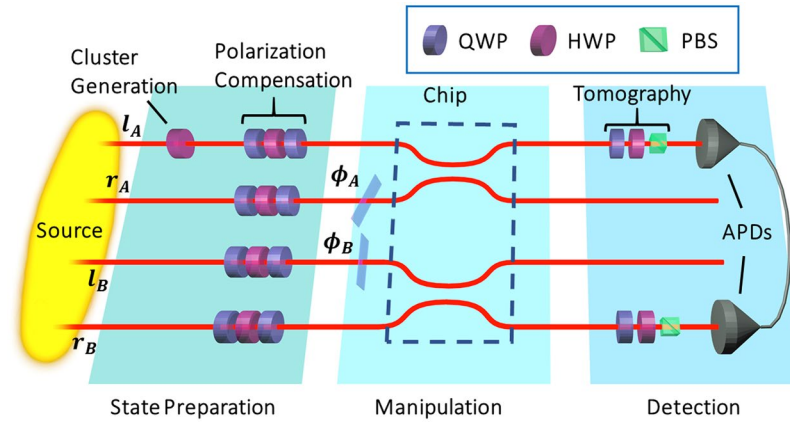 QWP HWP PBS
Cluster
Generation
Polarization
Compensation
Chip
Tomography
l_A
r_A
ϕ_A
Source
ϕ_B
APDs
l_B
r_B
State Preparation Manipulation Detection